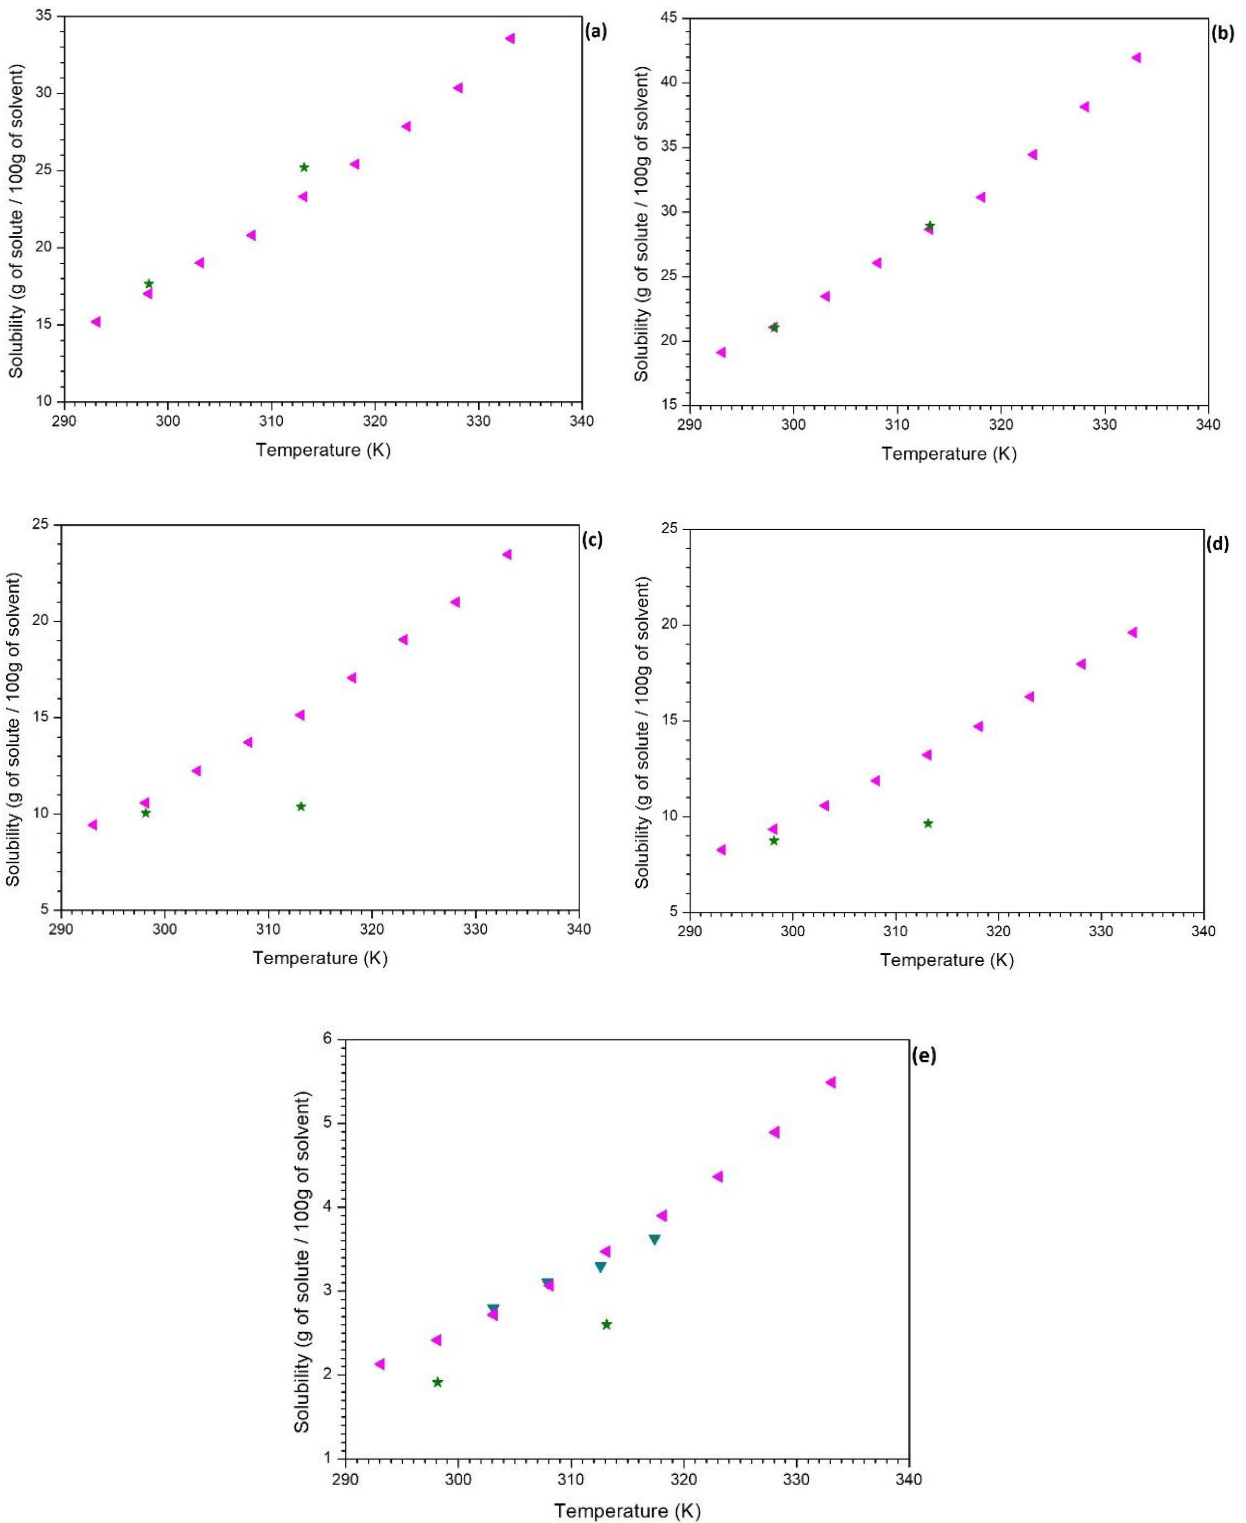 (a)
Solubility (g of solute / 100g of solvent)
35
30
25
20
15
10
290 300 310 320 330 340
Temperature (K)
(b)
Solubility (g of solute / 100g of solvent)
45
40
35
30
25
20
15
290 300 310 320 330 340
Temperature (K)
(c)
Solubility (g of solute / 100g of solvent)
25
20
15
10
5
290 300 310 320 330 340
Temperature (K)
(d)
Solubility (g of solute / 100g of solvent)
25
20
15
10
5
290 300 310 320 330 340
Temperature (K)
(e)
Solubility (g of solute / 100g of solvent)
6
5
4
3
2
1
290 300 310 320 330 340
Temperature (K)